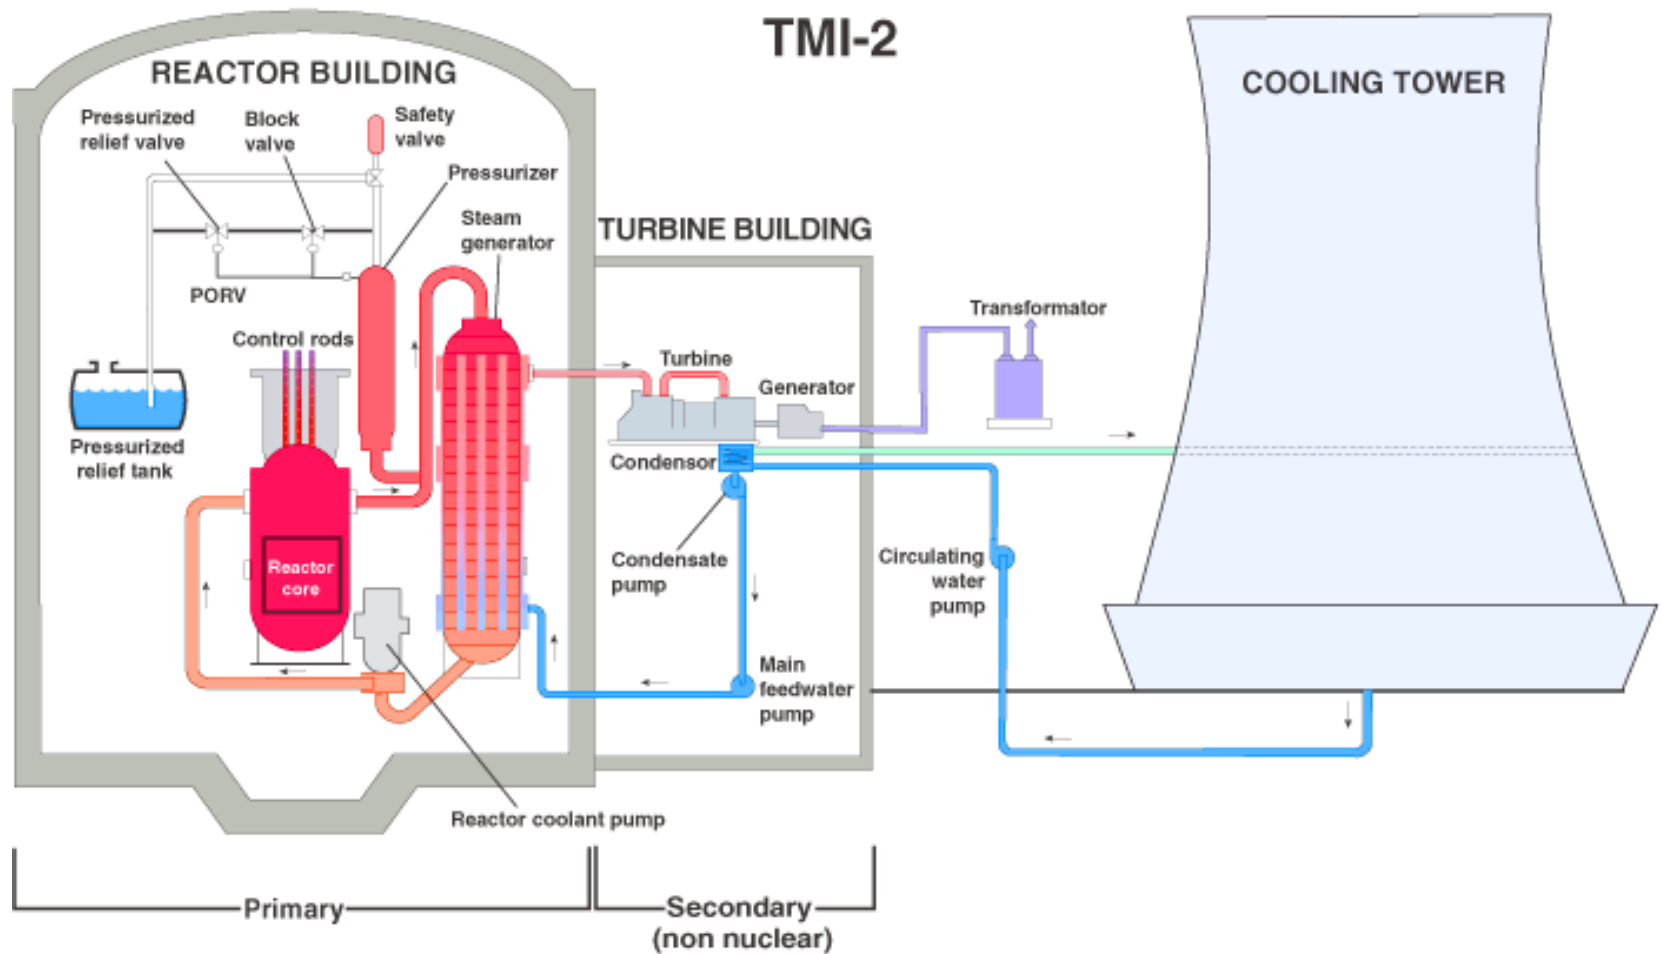 TMI-2
REACTOR BUILDING
COOLING TOWER
Pressurized
relief valve
Block
valve
Safety
valve
Pressurizer
Steam
generator
TURBINE BUILDING
PORV
Control rods
Transformator
Turbine
Generator
Pressurized
relief tank
Condensor
Reactor
core
Condensate
pump
Circulating
water
pump
Main
feedwater
pump
Reactor coolant pump
Primary
Secondary
(non nuclear)